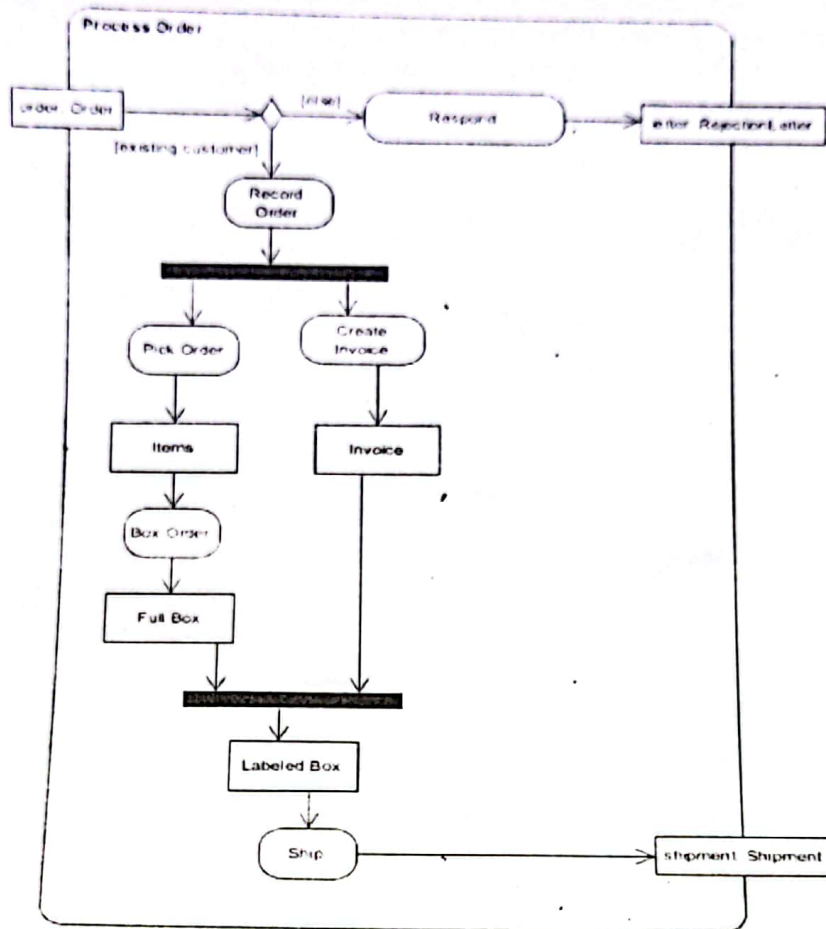 Process Order
order: Order
[else]
Respond
letter: RejectionLetter
[existing customer]
Record
Order
Pick Order
Create
Invoice
Items
Invoice
Box Order
Full Box
Labeled Box
Ship
shipment: Shipment